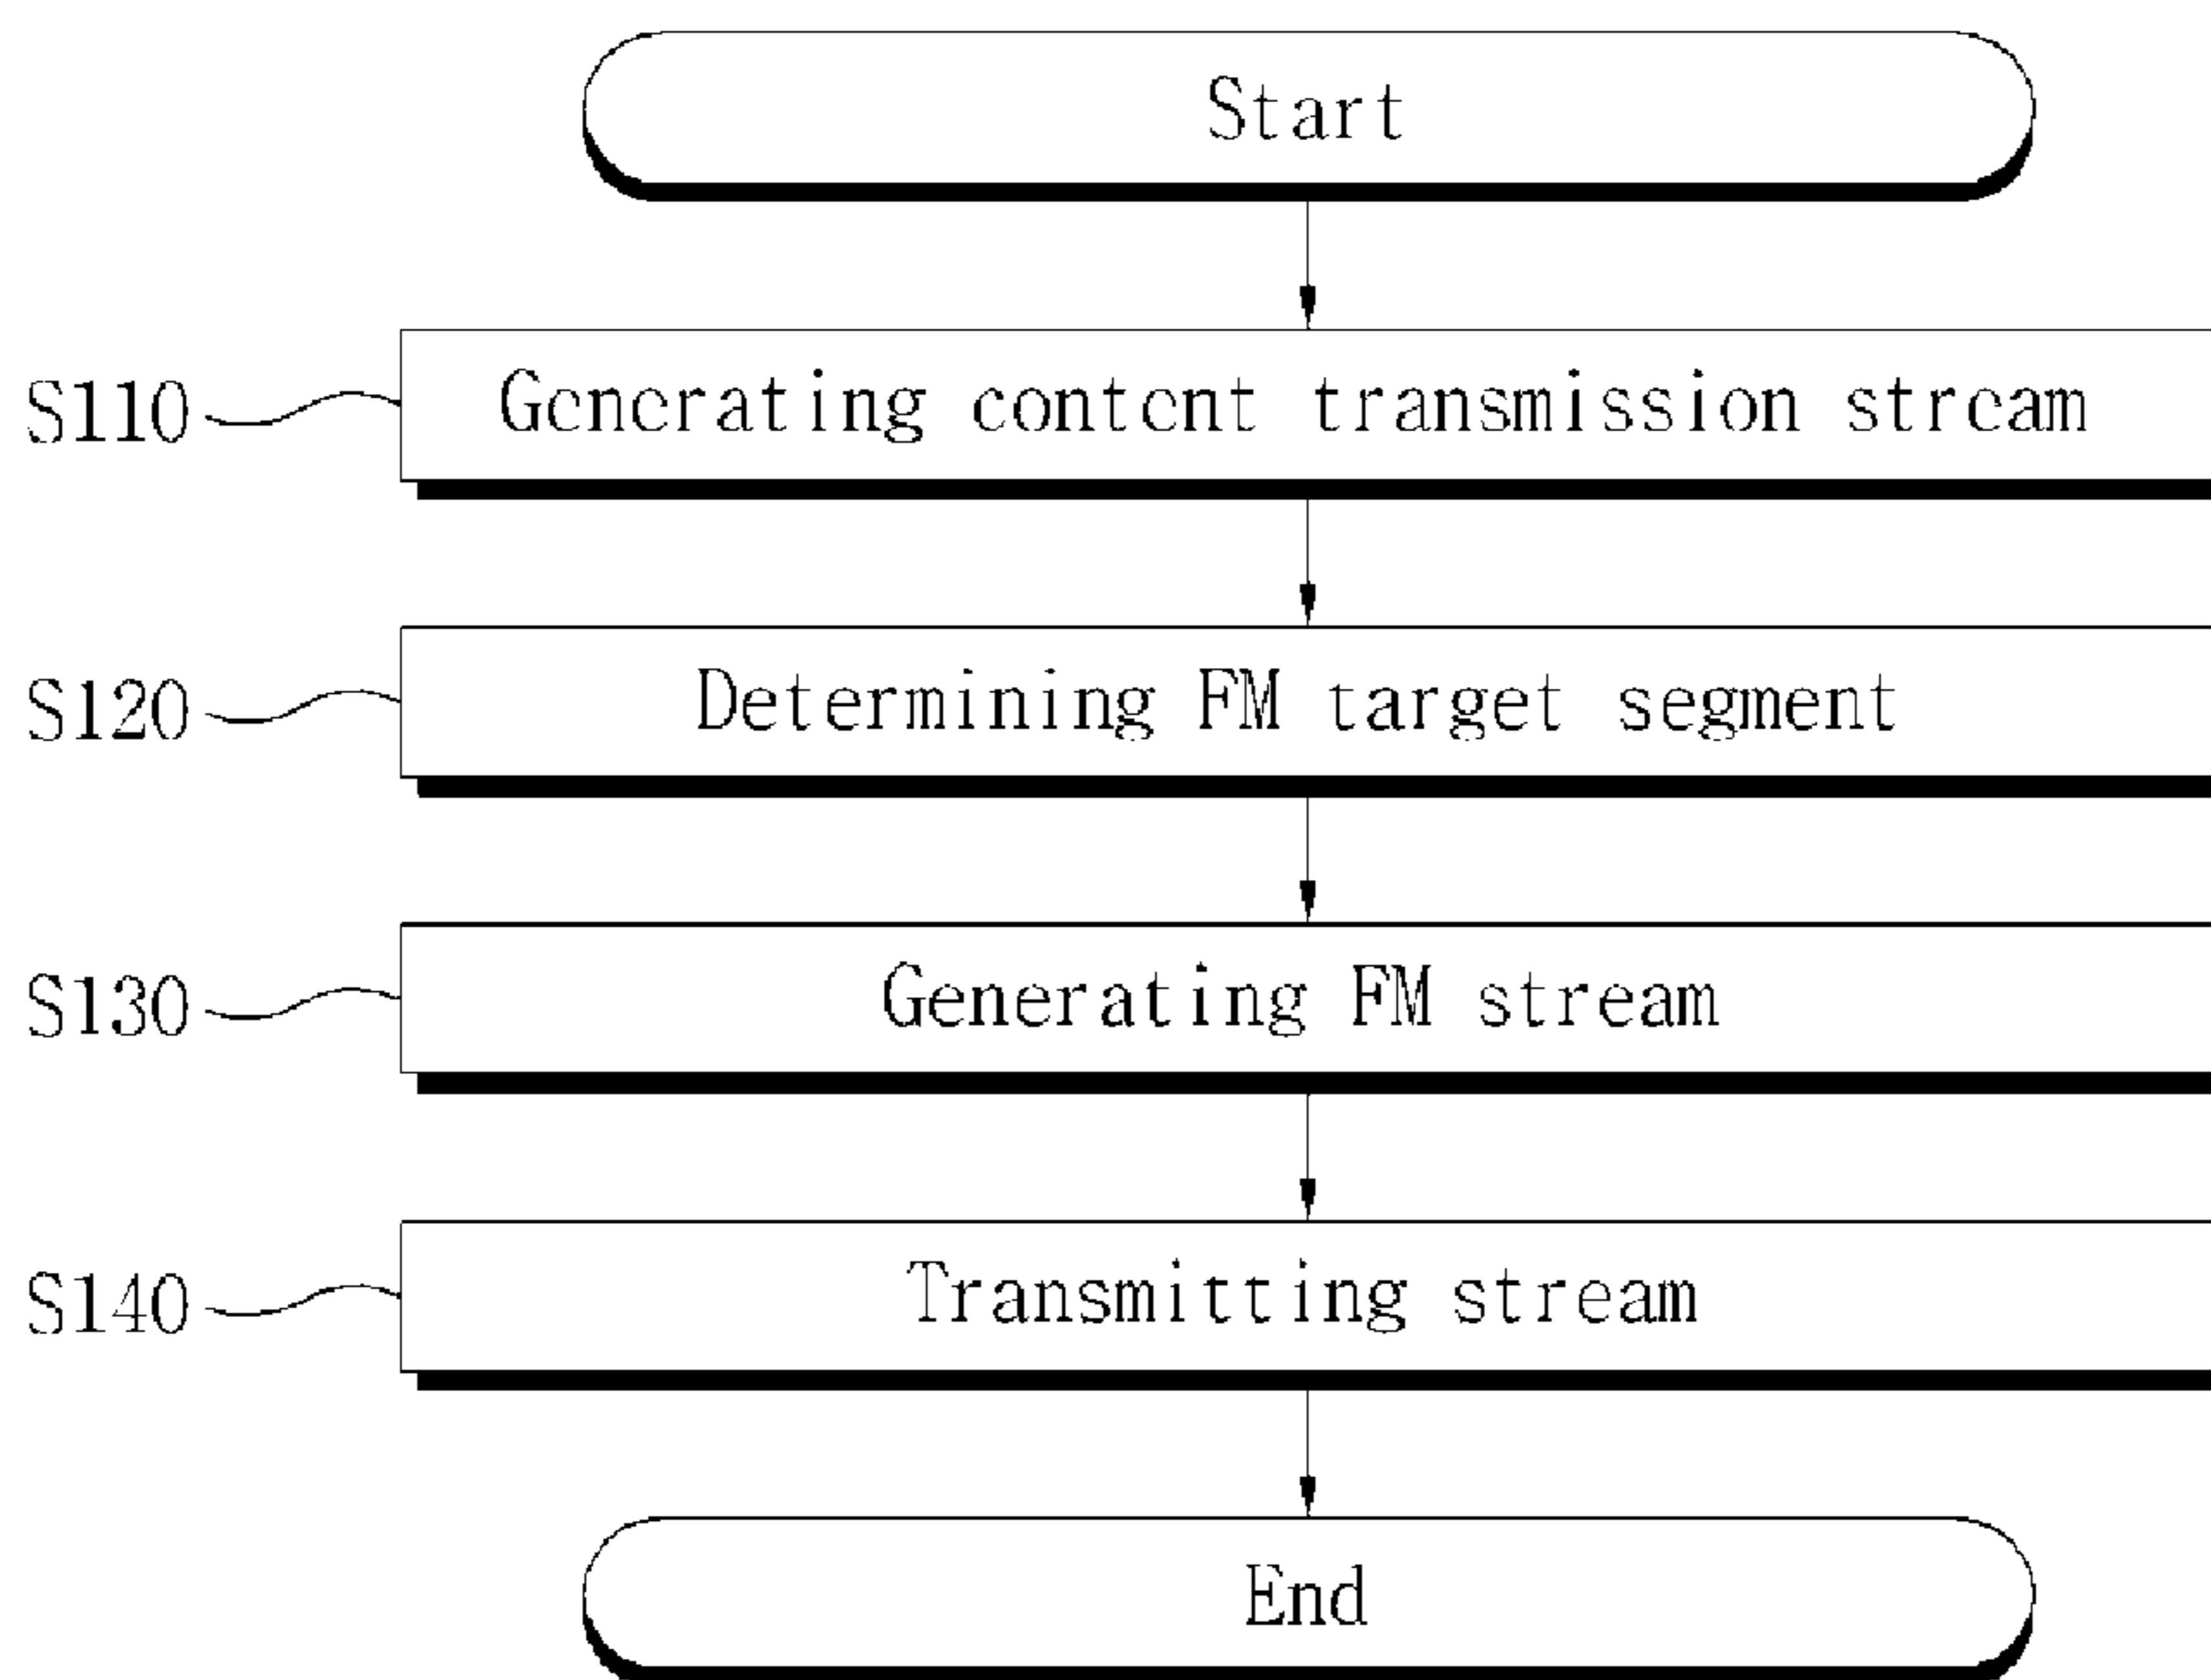 Start
S110 Generating content transmission stream
S120 Determining FM target segment
S130 Generating FM stream
S140 Transmitting stream
End